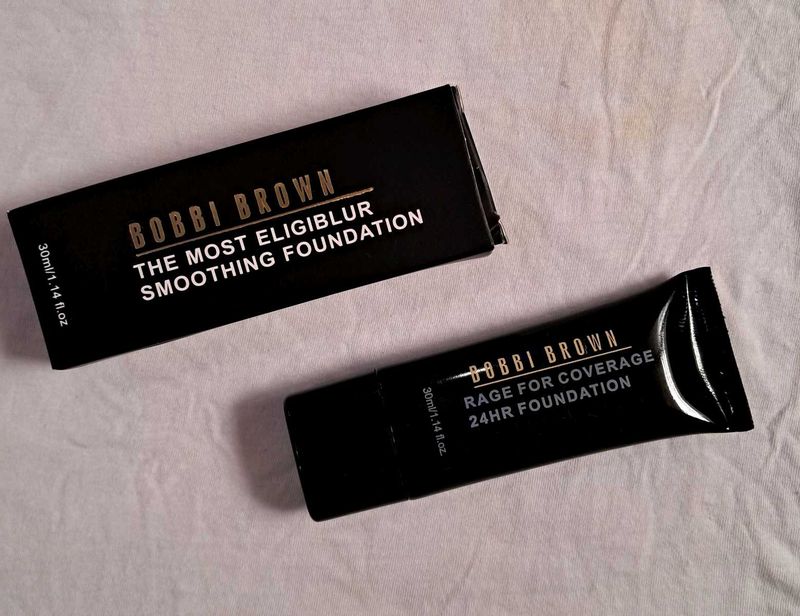 BOBBI BROWN
THE MOST ELIGIBLUR
SMOOTHING FOUNDATION
30ml/1.14 fl.oz
BOBBI BROWN
RAGE FOR COVERAGE
24HR FOUNDATION
30ml/1.14 fl.oz.